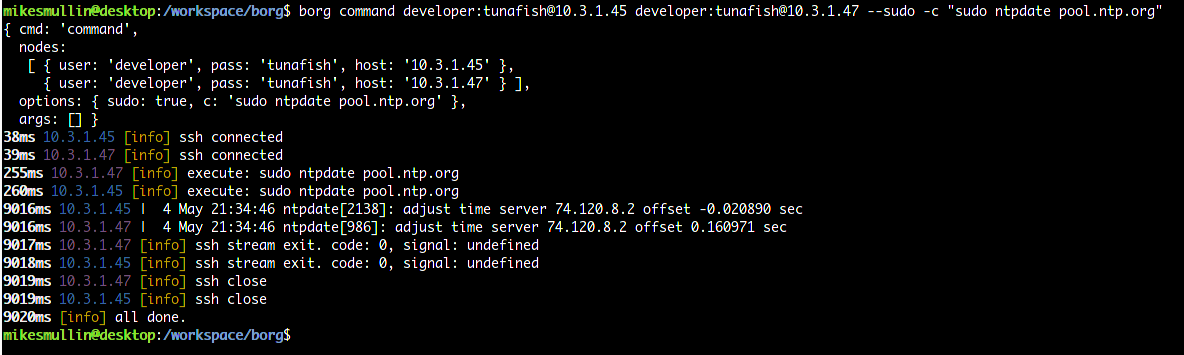 mikesmullin@desktop:/workspace/borg$ borg command developer:tunafish@10.3.1.45 developer:tunafish@10.3.1.47 --sudo -c "sudo ntpdate pool.ntp.org"
{ cmd: 'command',
  nodes:
   [ { user: 'developer', pass: 'tunafish', host: '10.3.1.45' },
     { user: 'developer', pass: 'tunafish', host: '10.3.1.47' } ],
  options: { sudo: true, c: 'sudo ntpdate pool.ntp.org' },
  args: [] }
38ms 10.3.1.45 [info] ssh connected
39ms 10.3.1.47 [info] ssh connected
255ms 10.3.1.47 [info] execute: sudo ntpdate pool.ntp.org
260ms 10.3.1.45 [info] execute: sudo ntpdate pool.ntp.org
9016ms 10.3.1.45 |  4 May 21:34:46 ntpdate[2138]: adjust time server 74.120.8.2 offset -0.020890 sec
9016ms 10.3.1.47 |  4 May 21:34:46 ntpdate[986]: adjust time server 74.120.8.2 offset 0.160971 sec
9017ms 10.3.1.47 [info] ssh stream exit. code: 0, signal: undefined
9018ms 10.3.1.45 [info] ssh stream exit. code: 0, signal: undefined
9019ms 10.3.1.47 [info] ssh close
9019ms 10.3.1.45 [info] ssh close
9020ms [info] all done.
mikesmullin@desktop:/workspace/borg$